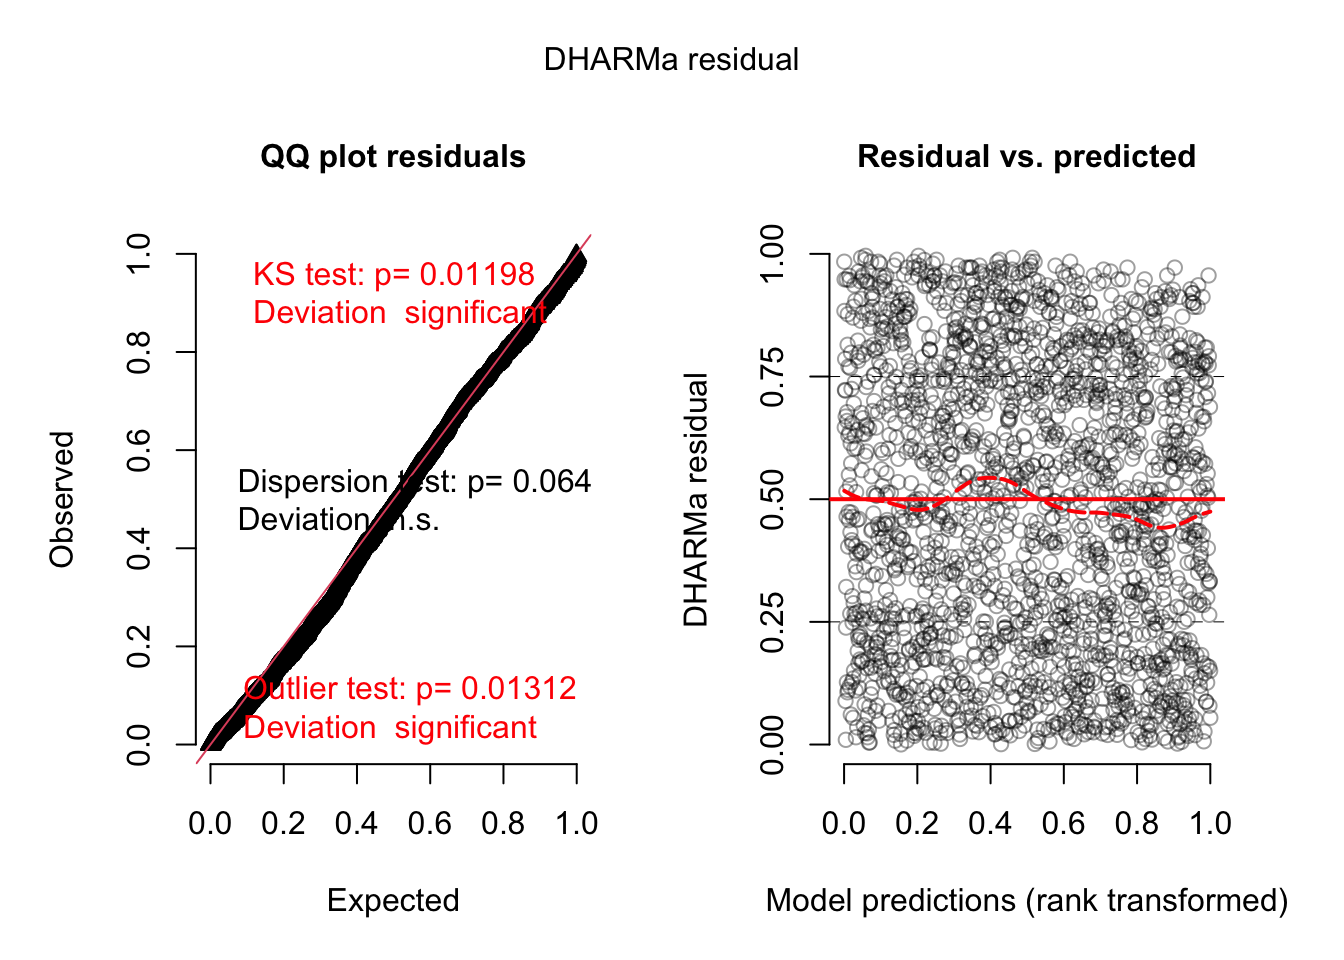 DHARMa residual
QQ plot residuals
KS test: p= 0.01198
Deviation  significant
Dispersion test: p= 0.064
Deviation n.s.
Outlier test: p= 0.01312
Deviation  significant
Observed
0.0 0.2 0.4 0.6 0.8 1.0
0.0 0.2 0.4 0.6 0.8 1.0
Expected
Residual vs. predicted
DHARMa residual
0.00 0.25 0.50 0.75 1.00
0.0 0.2 0.4 0.6 0.8 1.0
Model predictions (rank transformed)